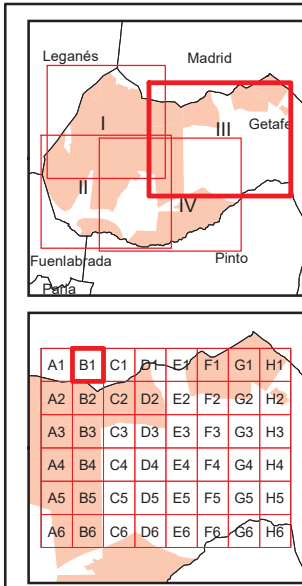 Leganés Madrid
I III
Getafe
II
IV
Fuenlabrada Pinto
Parla
A1 B1 C1 D1 E1 F1 G1 H1
A2 B2 C2 D2 E2 F2 G2 H2
A3 B3 C3 D3 E3 F3 G3 H3
A4 B4 C4 D4 E4 F4 G4 H4
A5 B5 C5 D5 E5 F5 G5 H5
A6 B6 C6 D6 E6 F6 G6 H6